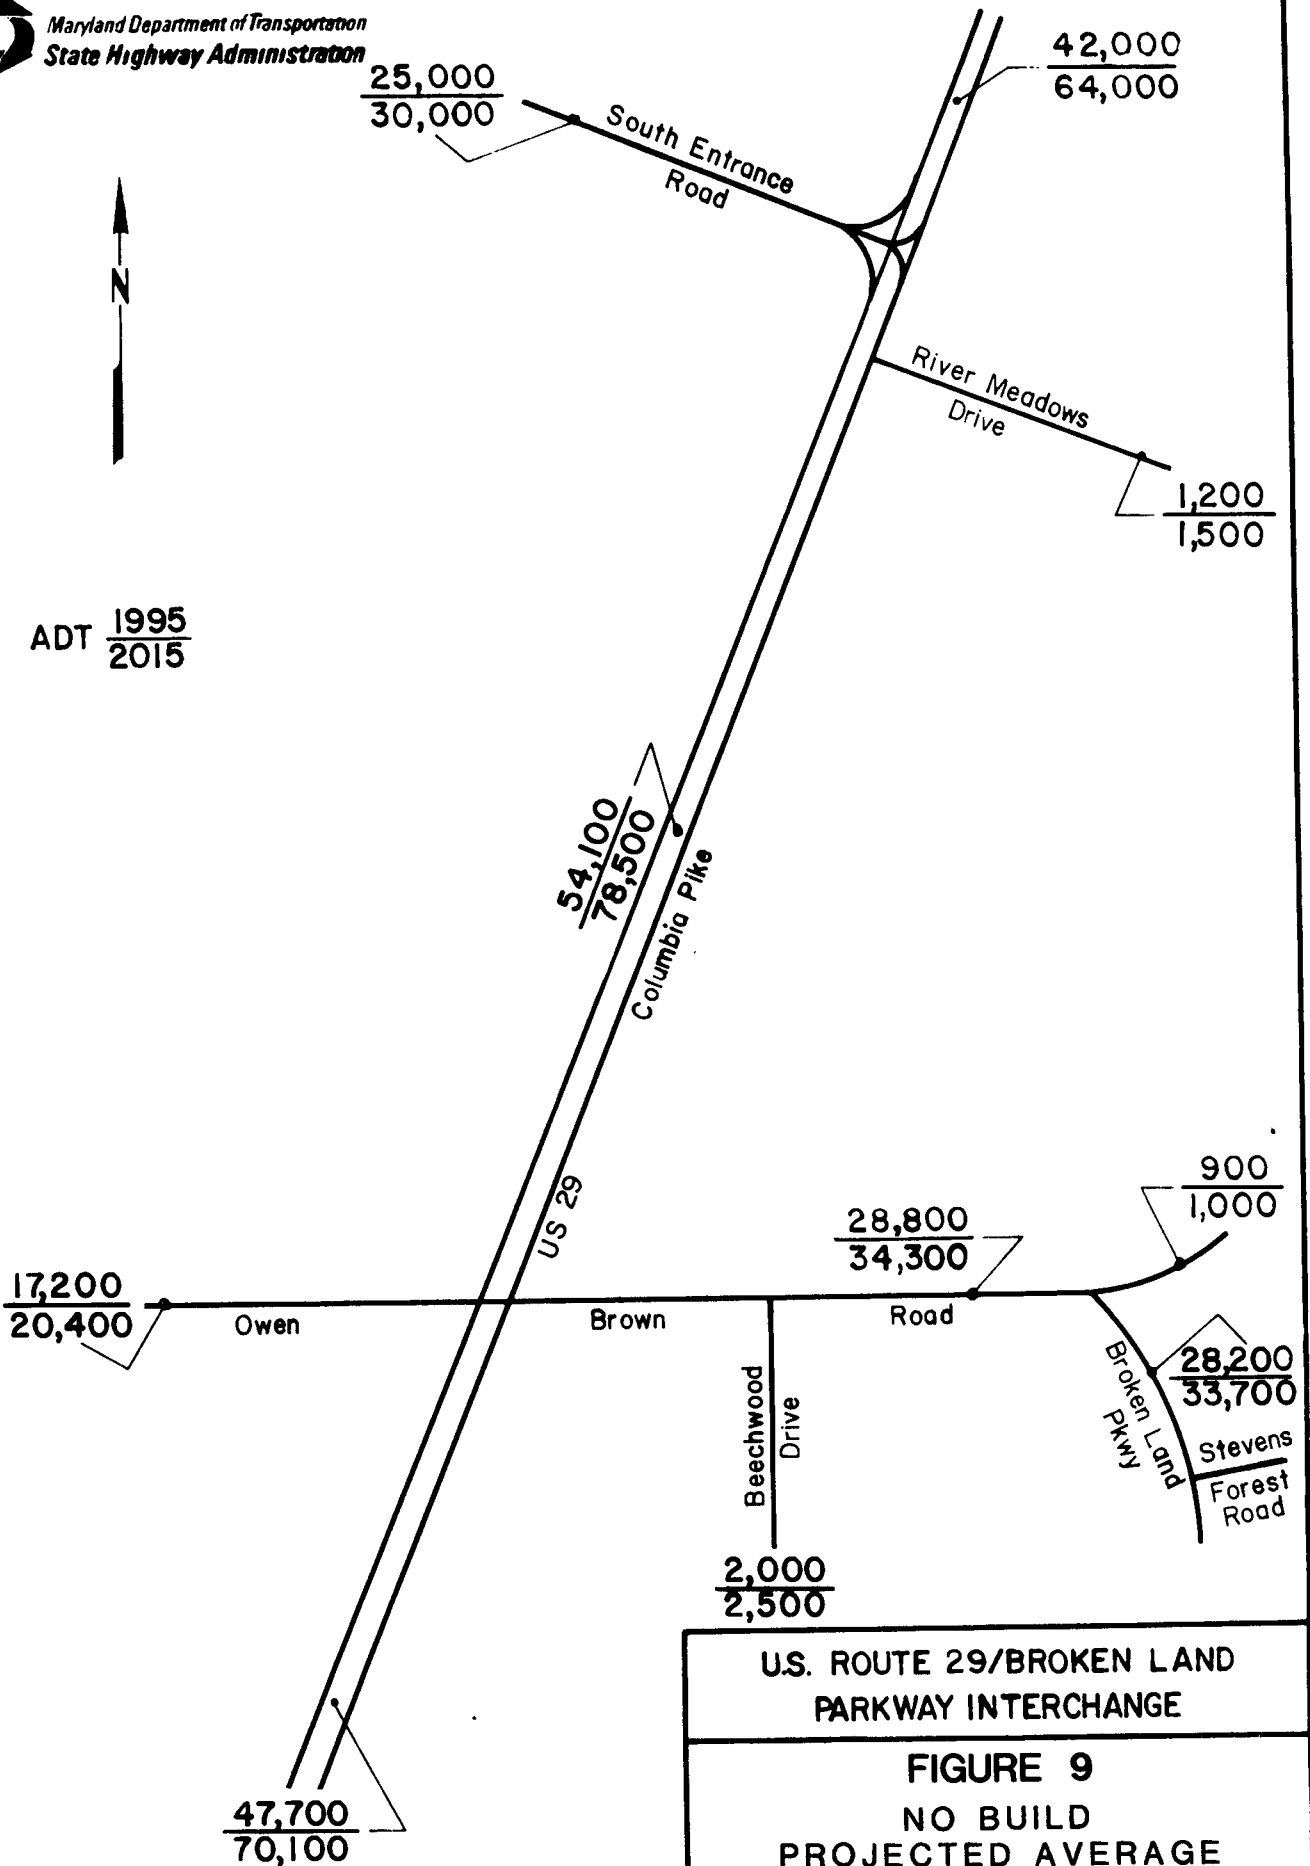 Maryland Department of Transportation
State Highway Administration
42,000
64,000
25,000
30,000
South Entrance
Road
N
River Meadows
Drive
1,200
1,500
ADT 1995
2015
54,100
78,500
Columbia Pike
US 29
900
1,000
28,800
34,300
17,200
20,400
Owen
Brown
Road
Broken Land
Pkwy
28,200
33,700
Beechwood
Drive
Stevens
Forest
Road
2,000
2,500
U.S. ROUTE 29/BROKEN LAND
PARKWAY INTERCHANGE
FIGURE 9
NO BUILD
PROJECTED AVERAGE
47,700
70,100